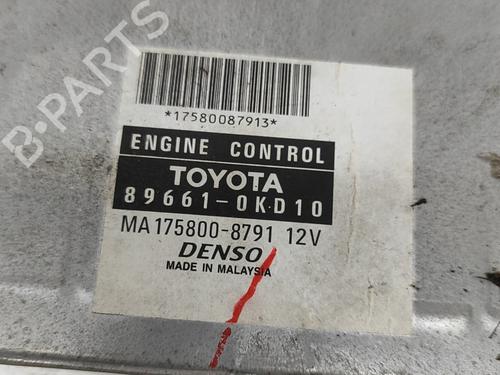 B-PARTS
*17580087913*
ENGINE CONTROL
TOYOTA
89661-0KD10
MA175800-8791 12V
DENSO
MADE IN MALAYSIA